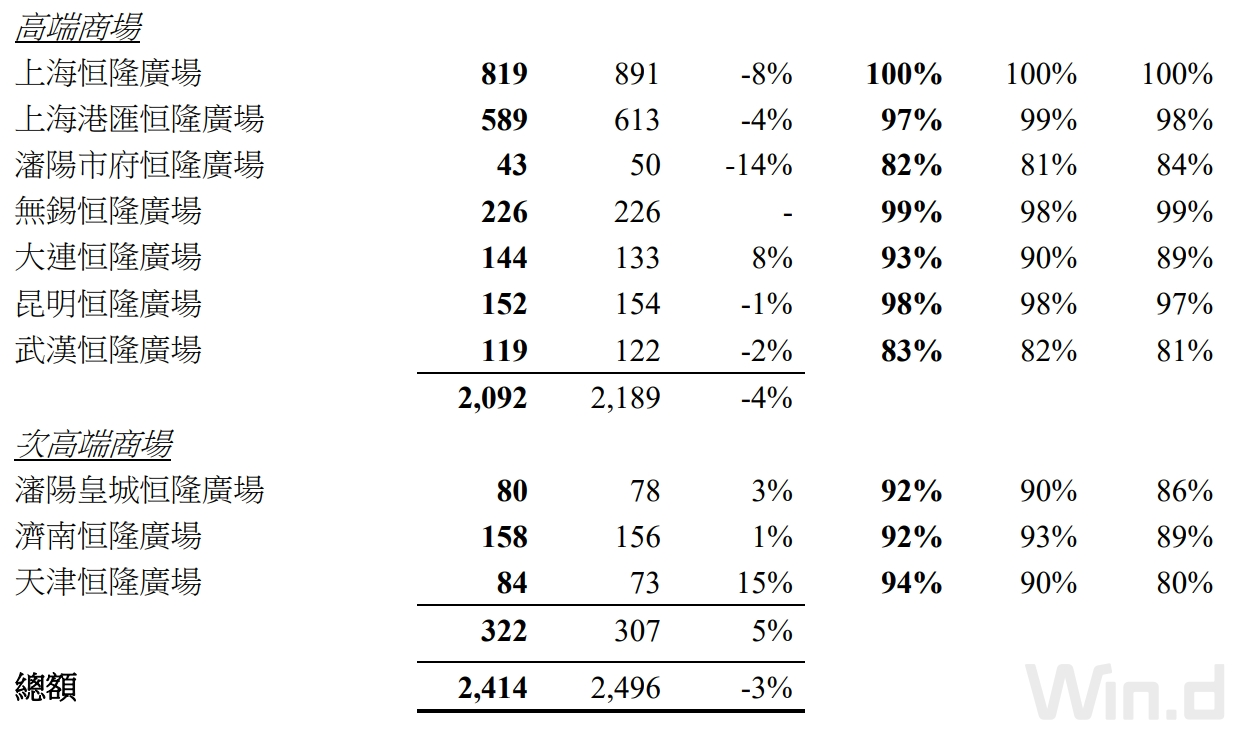 高端商場
上海恒隆廣場 819 891 -8% 100% 100% 100%
上海港匯恒隆廣場 589 613 -4% 97% 99% 98%
瀋陽市府恒隆廣場 43 50 -14% 82% 81% 84%
無錫恒隆廣場 226 226 - 99% 98% 99%
大連恒隆廣場 144 133 8% 93% 90% 89%
昆明恒隆廣場 152 154 -1% 98% 98% 97%
武漢恒隆廣場 119 122 -2% 83% 82% 81%
2,092 2,189 -4%
次高端商場
瀋陽皇城恒隆廣場 80 78 3% 92% 90% 86%
濟南恒隆廣場 158 156 1% 92% 93% 89%
天津恒隆廣場 84 73 15% 94% 90% 80%
322 307 5%
總額 2,414 2,496 -3%
Win.d